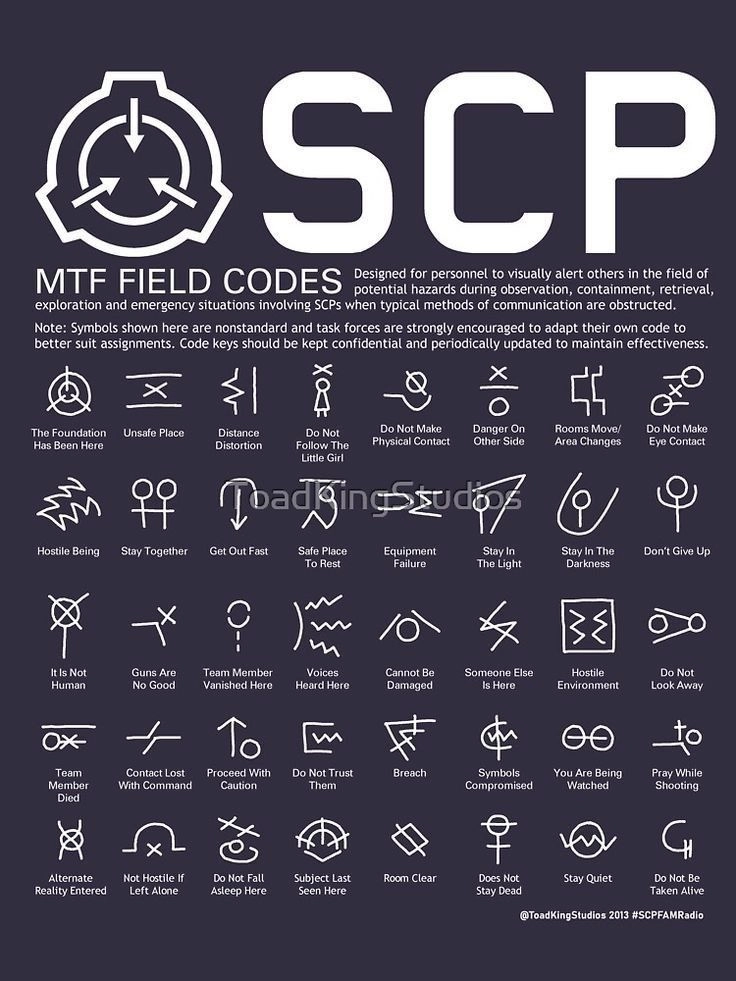 SCP
MTF FIELD CODES
Designed for personnel to visually alert others in the field of
potential hazards during observation, containment, retrieval,
exploration and emergency situations involving SCPs when typical methods of communication are obstructed.
Note: Symbols shown here are nonstandard and task forces are strongly encouraged to adapt their own code to
better suit assignments. Code keys should be kept confidential and periodically updated to maintain effectiveness.
The Foundation
Has Been Here
Unsafe Place
Distance
Distortion
Do Not
Follow The
Little Girl
Do Not Make
Physical Contact
Danger On
Other Side
Rooms Move/
Area Changes
Do Not Make
Eye Contact
ToadKingStudios
Hostile Being
Stay Together
Get Out Fast
Safe Place
To Rest
Equipment
Failure
Stay In
The Light
Stay In The
Darkness
Don't Give Up
It Is Not
Human
Guns Are
No Good
Team Member
Vanished Here
Voices
Heard Here
Cannot Be
Damaged
Someone Else
Is Here
Hostile
Environment
Do Not
Look Away
Team
Member
Died
Contact Lost
With Command
Proceed With
Caution
Do Not Trust
Them
Breach
Symbols
Compromised
You Are Being
Watched
Pray While
Shooting
Alternate
Reality Entered
Not Hostile If
Left Alone
Do Not Fall
Asleep Here
Subject Last
Seen Here
Room Clear
Does Not
Stay Dead
Stay Quiet
Do Not Be
Taken Alive
@ToadKingStudios 2013 #SCPFAMRadio